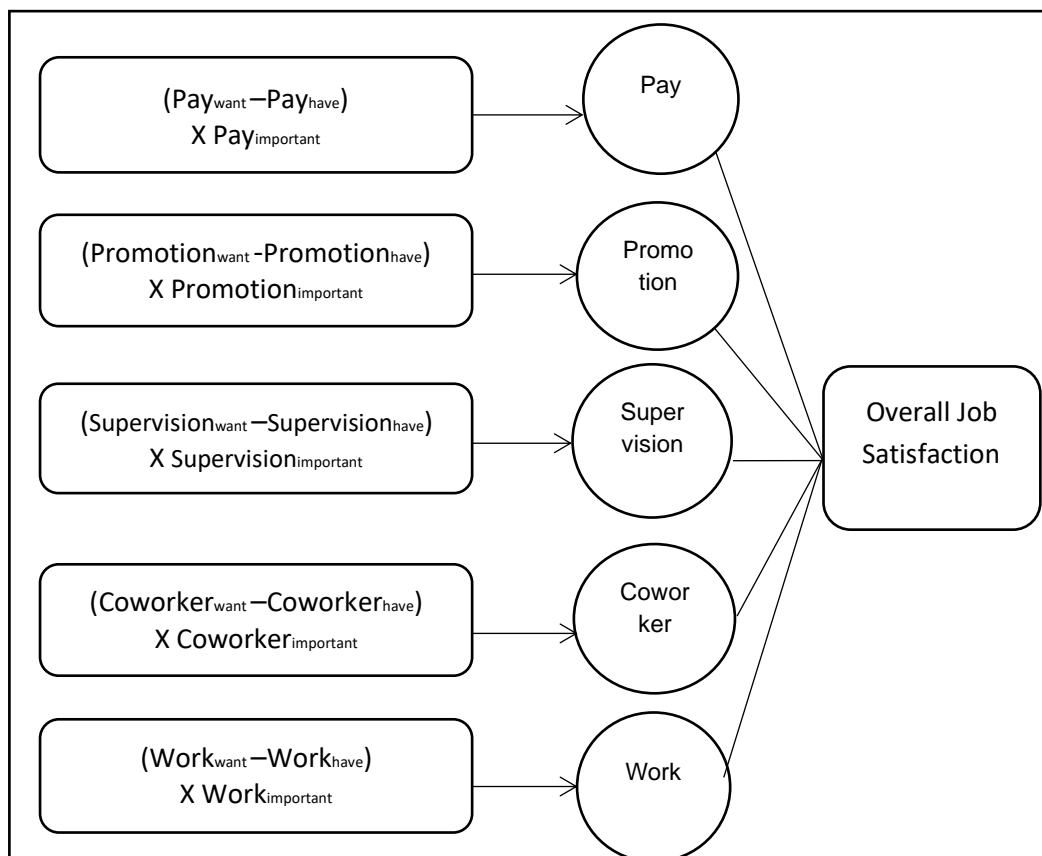 (Paywant –Payhave)
X Payimportant
Pay
(Promotionwant -Promotionhave)
X Promotionimportant
Promo
tion
(Supervisionwant –Supervisionhave)
X Supervisionimportant
Super
vision
Overall Job
Satisfaction
(Coworkerwant –Coworkerhave)
X Coworkerimportant
Cowor
ker
(Workwant –Workhave)
X Workimportant
Work